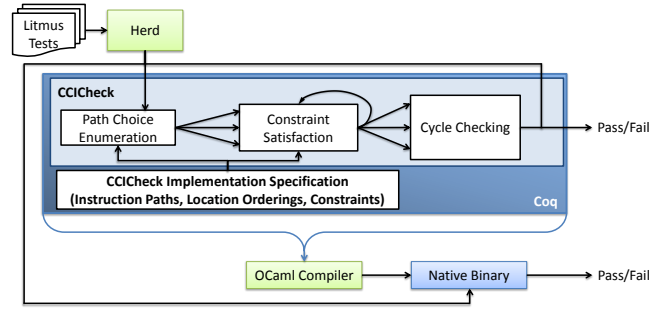 Litmus
Tests
Herd
CCICheck
Path Choice
Enumeration
Constraint
Satisfaction
Cycle Checking
Pass/Fail
CCICheck Implementation Specification
(Instruction Paths, Location Orderings, Constraints)
Coq
OCaml Compiler
Native Binary
Pass/Fail